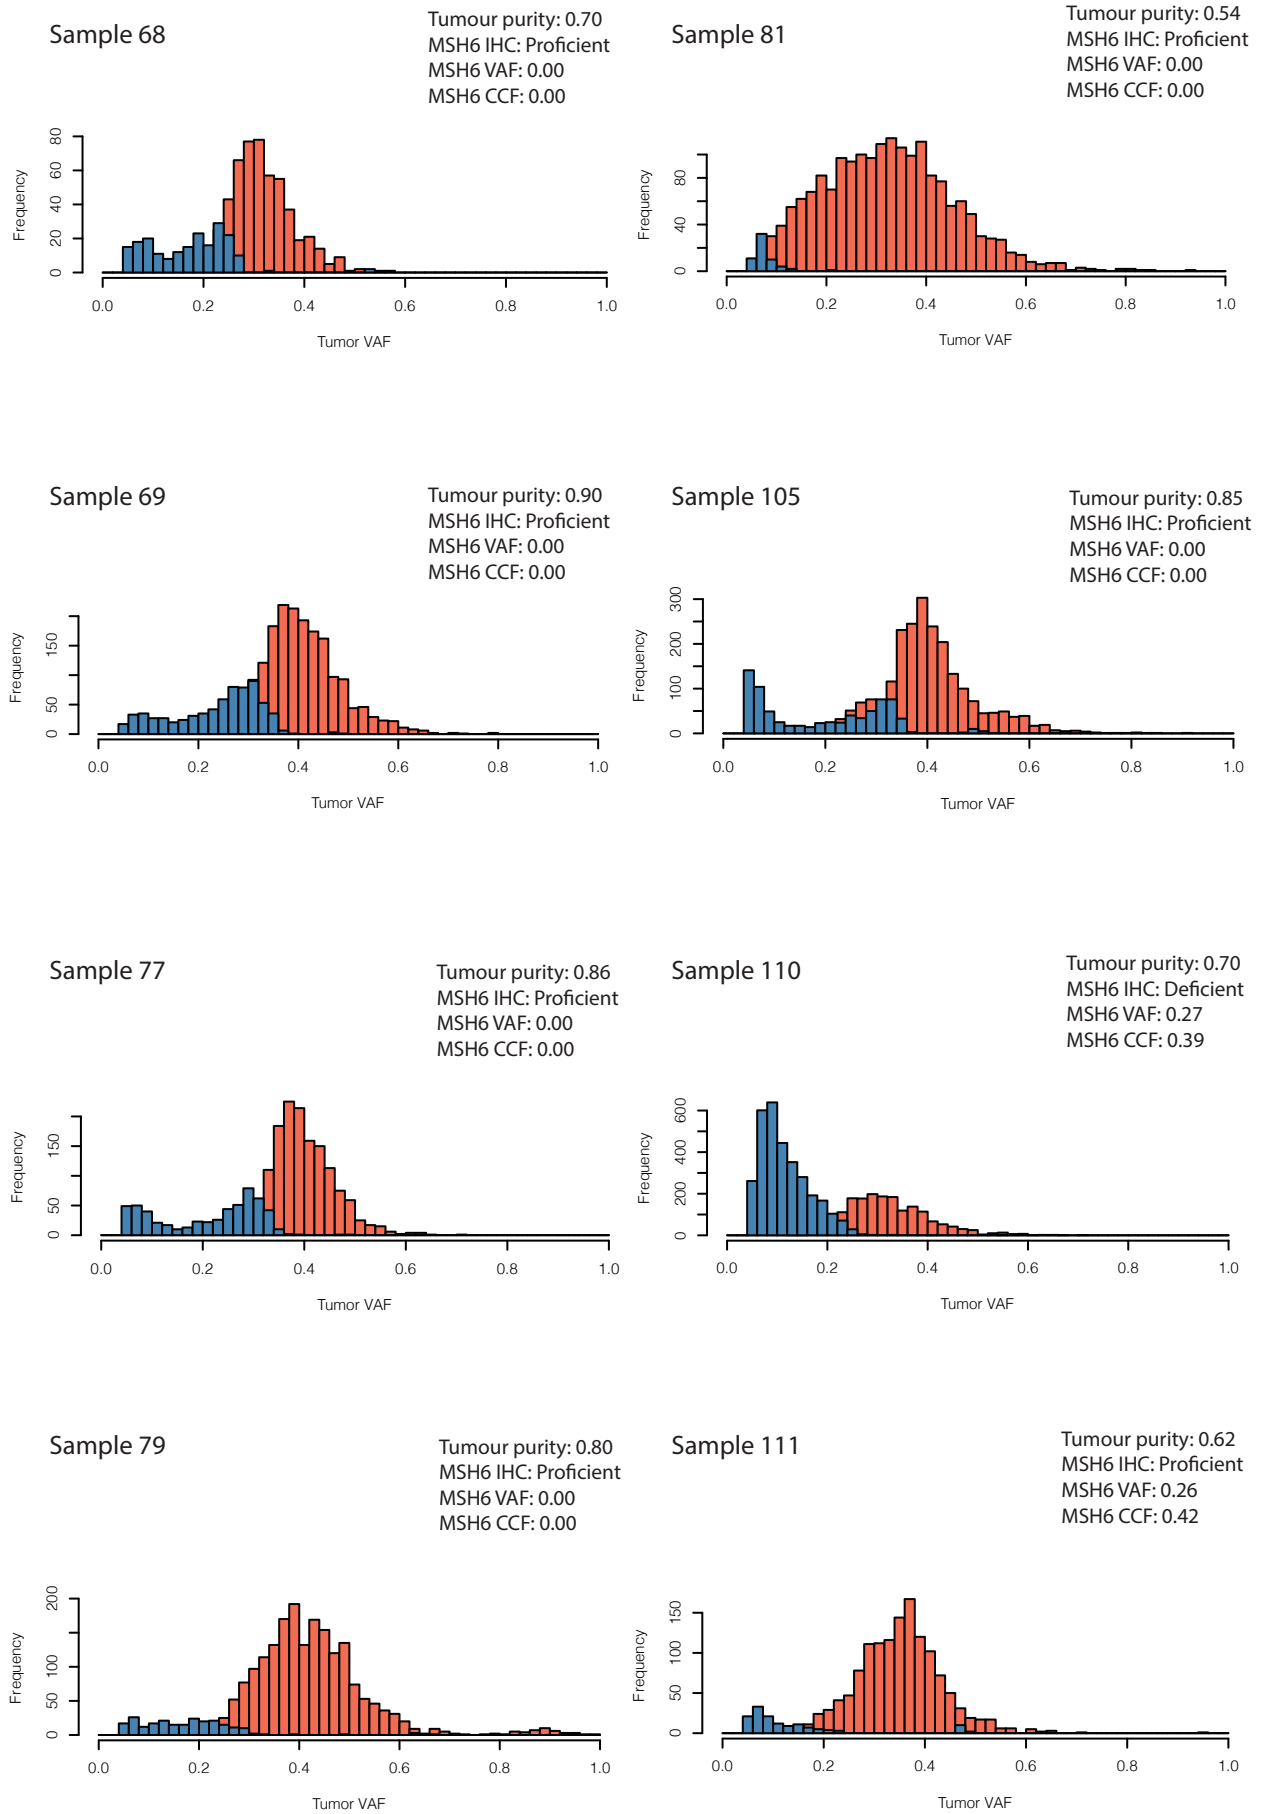 Sample 68
Tumour purity: 0.70
MSH6 IHC: Proficient
MSH6 VAF: 0.00
MSH6 CCF: 0.00
Frequency
0 20 40 60 80
0.0 0.2 0.4 0.6 0.8 1.0
Tumor VAF
Sample 81
Tumour purity: 0.54
MSH6 IHC: Proficient
MSH6 VAF: 0.00
MSH6 CCF: 0.00
Frequency
0 40 80
0.0 0.2 0.4 0.6 0.8 1.0
Tumor VAF
Sample 69
Tumour purity: 0.90
MSH6 IHC: Proficient
MSH6 VAF: 0.00
MSH6 CCF: 0.00
Frequency
0 50 150
0.0 0.2 0.4 0.6 0.8 1.0
Tumor VAF
Sample 105
Tumour purity: 0.85
MSH6 IHC: Proficient
MSH6 VAF: 0.00
MSH6 CCF: 0.00
Frequency
0 100 200 300
0.0 0.2 0.4 0.6 0.8 1.0
Tumor VAF
Sample 77
Tumour purity: 0.86
MSH6 IHC: Proficient
MSH6 VAF: 0.00
MSH6 CCF: 0.00
Frequency
0 50 150
0.0 0.2 0.4 0.6 0.8 1.0
Tumor VAF
Sample 110
Tumour purity: 0.70
MSH6 IHC: Deficient
MSH6 VAF: 0.27
MSH6 CCF: 0.39
Frequency
0 200 400 600
0.0 0.2 0.4 0.6 0.8 1.0
Tumor VAF
Sample 79
Tumour purity: 0.80
MSH6 IHC: Proficient
MSH6 VAF: 0.00
MSH6 CCF: 0.00
Frequency
0 50 100 200
0.0 0.2 0.4 0.6 0.8 1.0
Tumor VAF
Sample 111
Tumour purity: 0.62
MSH6 IHC: Proficient
MSH6 VAF: 0.26
MSH6 CCF: 0.42
Frequency
0 50 100 150
0.0 0.2 0.4 0.6 0.8 1.0
Tumor VAF